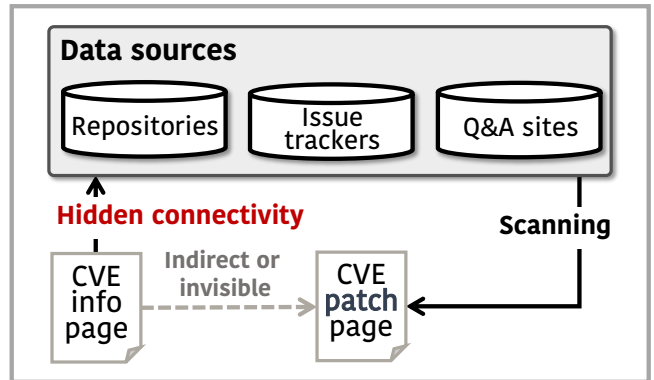 Data sources
Repositories
Issue
trackers
Q&A sites
Hidden connectivity
Scanning
Indirect or
invisible
CVE
info
page
CVE
patch
page